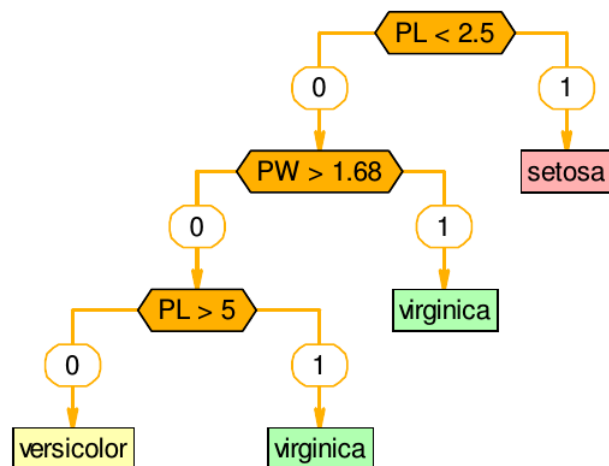 PL < 2.5
0
1
PW > 1.68
setosa
0
1
PL > 5
virginica
0
1
versicolor
virginica